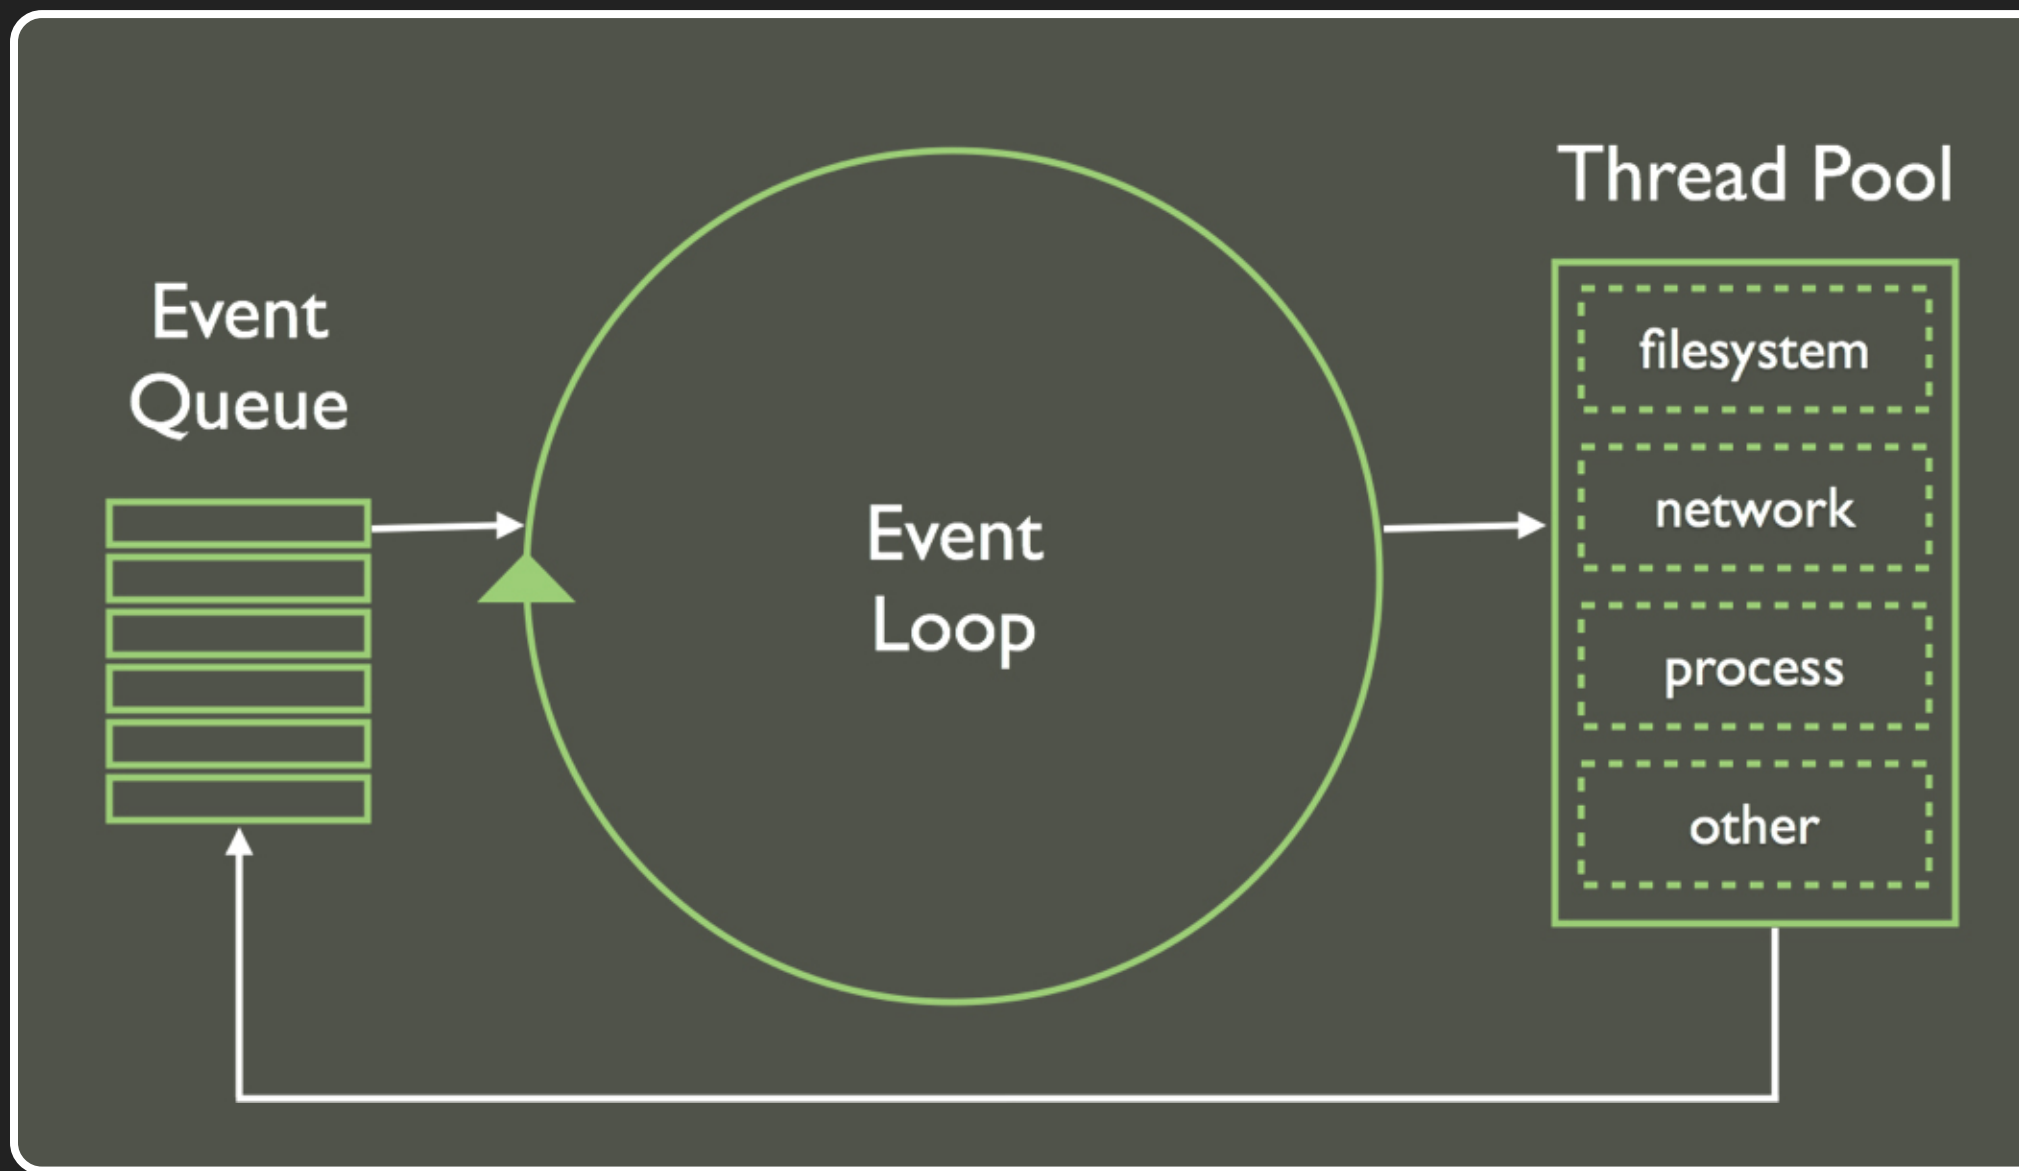 Event
Queue
Event
Loop
Thread Pool
filesystem
network
process
other